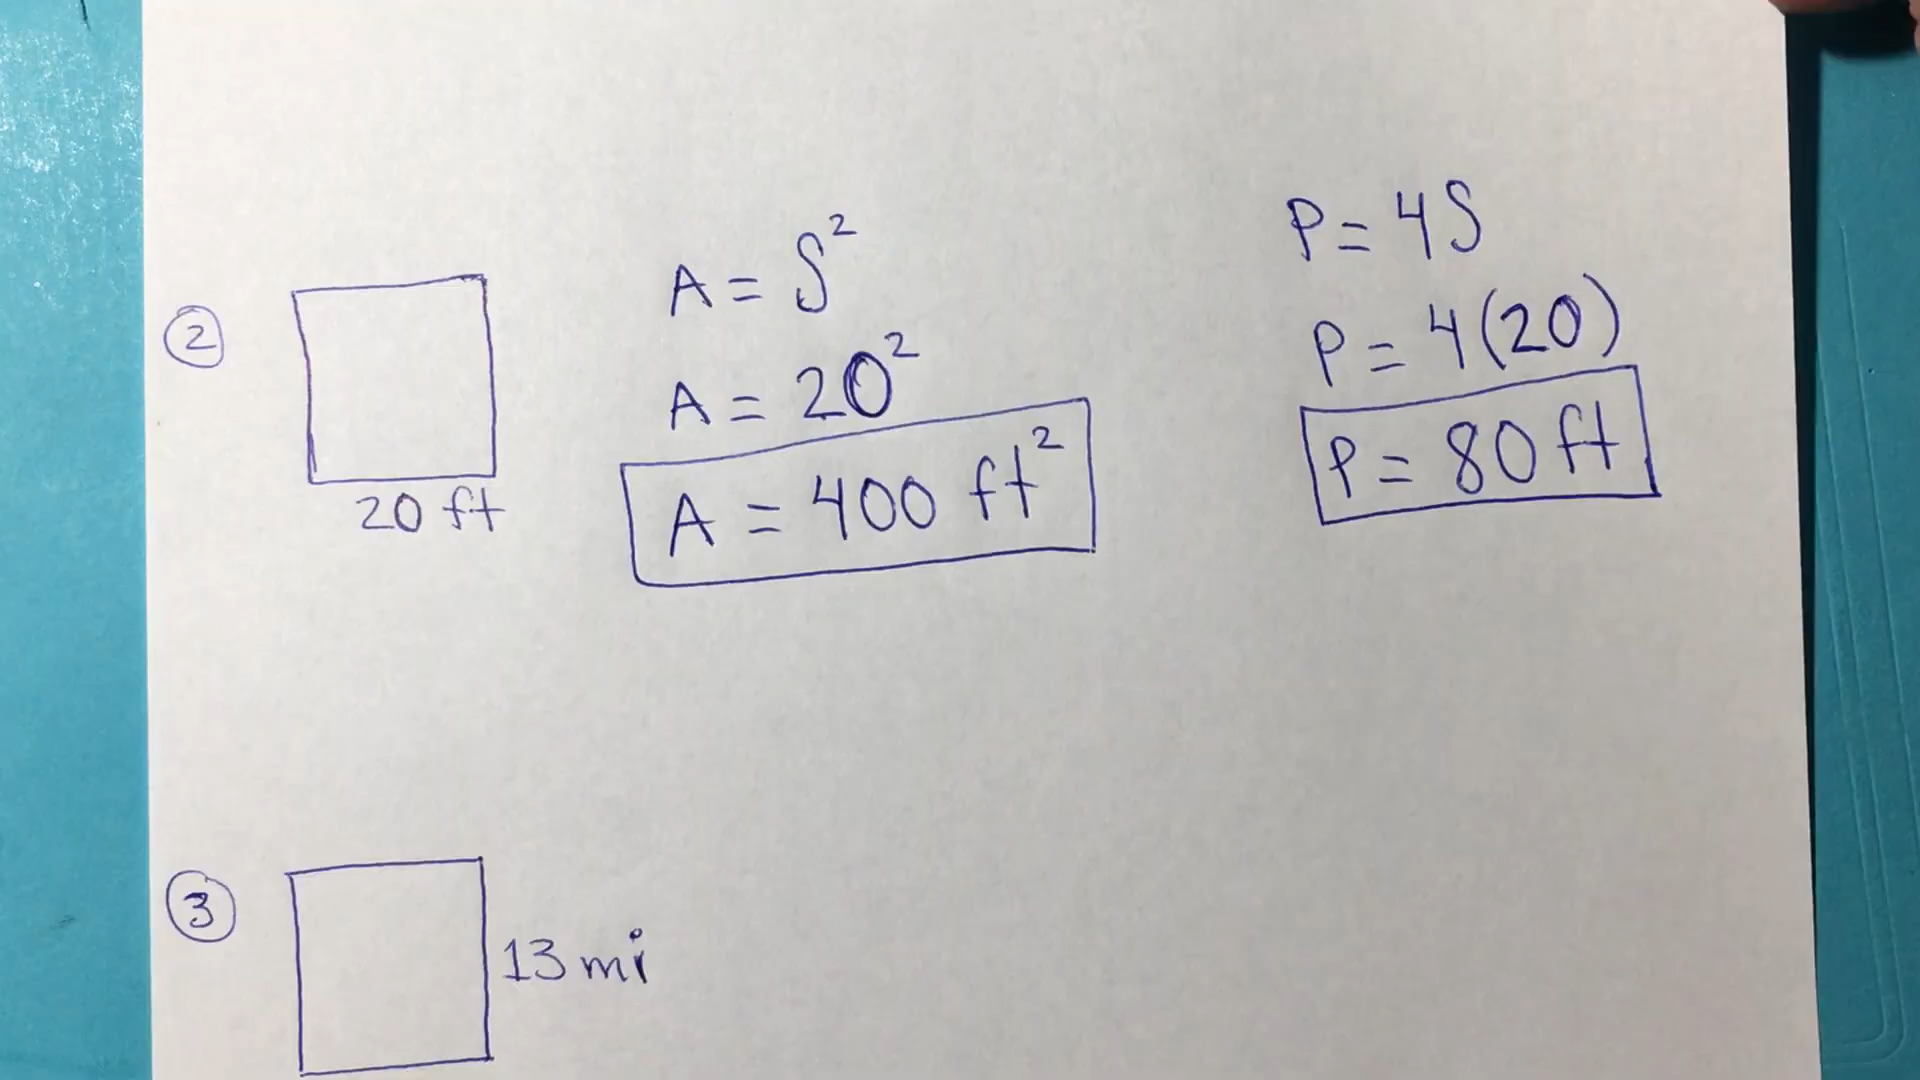 ②
20 ft
A = S²
A = 20²
A = 400 ft²
P = 4S
P = 4(20)
P = 80 ft
③
13 mi